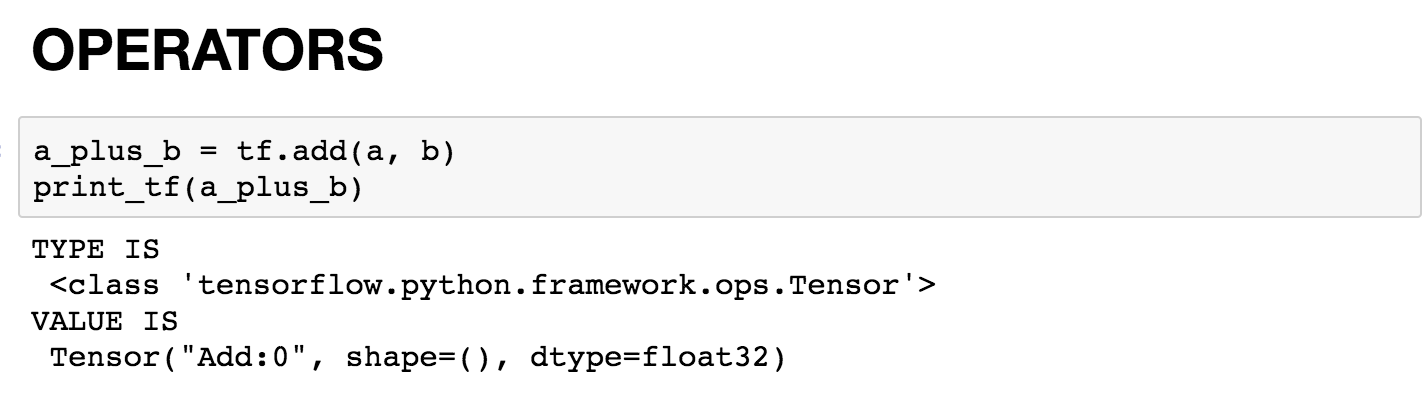 OPERATORS
a_plus_b = tf.add(a, b)
print_tf(a_plus_b)
TYPE IS
<class 'tensorflow.python.framework.ops.Tensor'>
VALUE IS
Tensor("Add:0", shape=(), dtype=float32)